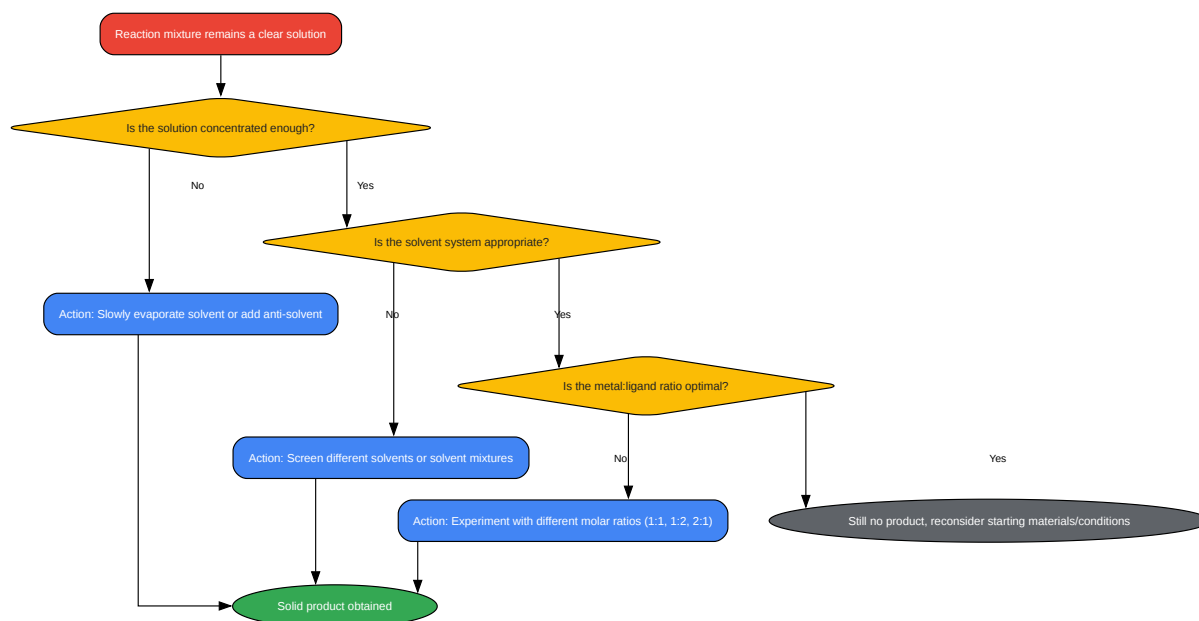 Reaction mixture remains a clear solution
Is the solution concentrated enough?
No
Yes
Is the solvent system appropriate?
Action: Slowly evaporate solvent or add anti-solvent
No
Yes
Is the metal:ligand ratio optimal?
Action: Screen different solvents or solvent mixtures
No
Yes
Action: Experiment with different molar ratios (1:1, 1:2, 2:1)
Still no product, reconsider starting materials/conditions
Solid product obtained